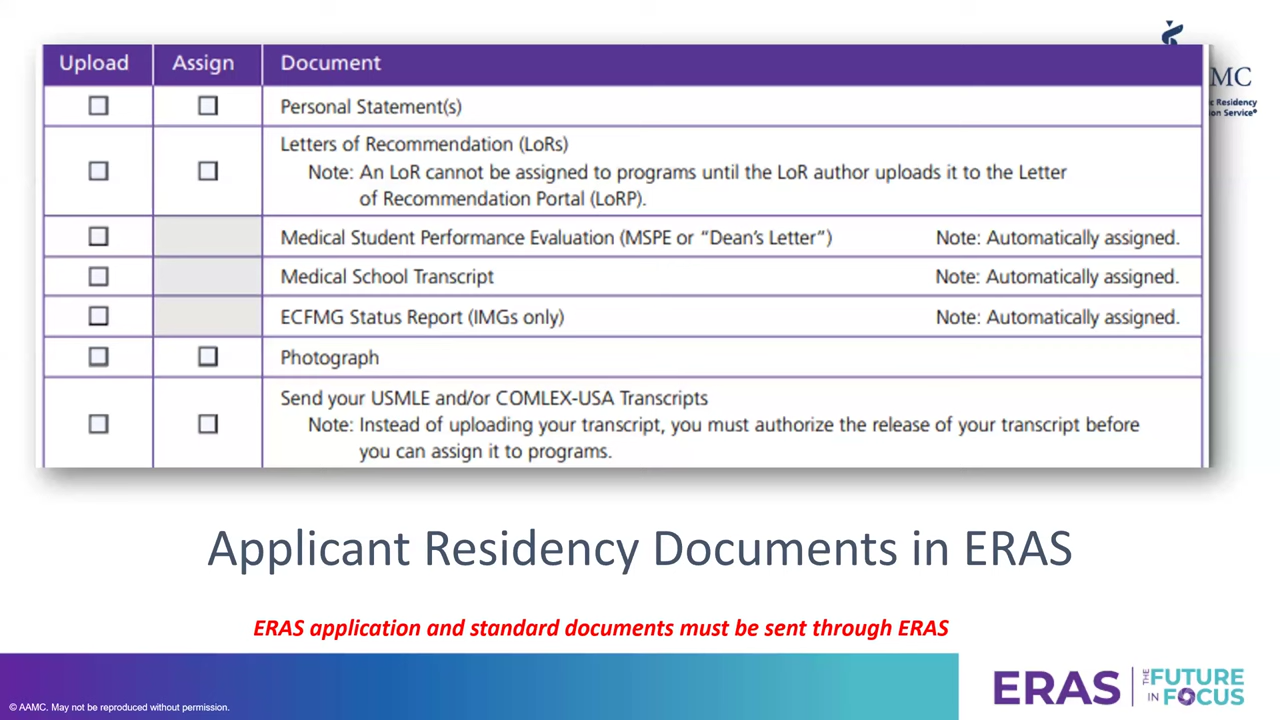 Upload Assign Document
Personal Statement(s)
Letters of Recommendation (LoRs)
Note: An LoR cannot be assigned to programs until the LoR author uploads it to the Letter
of Recommendation Portal (LoRP).
Medical Student Performance Evaluation (MSPE or “Dean’s Letter”) Note: Automatically assigned.
Medical School Transcript Note: Automatically assigned.
ECFMG Status Report (IMGs only) Note: Automatically assigned.
Photograph
Send your USMLE and/or COMLEX-USA Transcripts
Note: Instead of uploading your transcript, you must authorize the release of your transcript before
you can assign it to programs.
MC
Residency
Service®
Applicant Residency Documents in ERAS
ERAS application and standard documents must be sent through ERAS
© AAMC. May not be reproduced without permission.
ERAS THE FUTURE
IN FOCUS